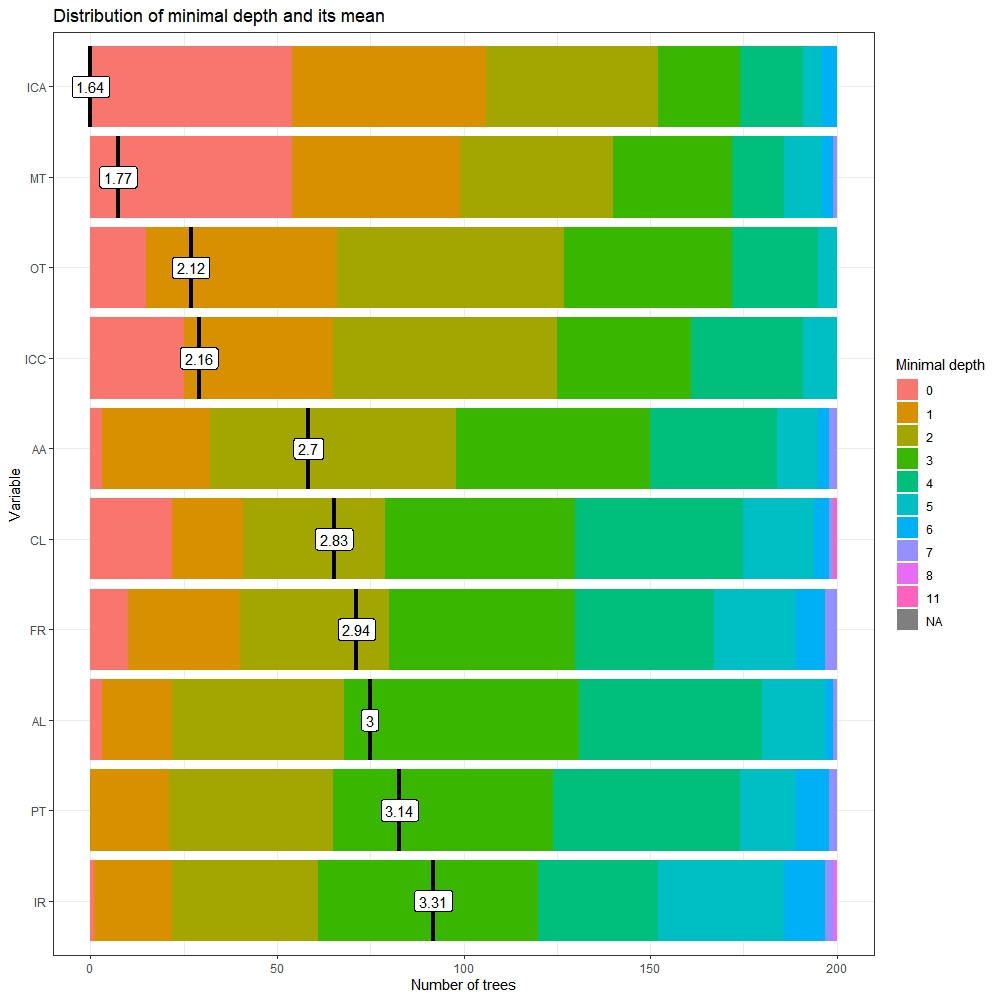 Distribution of minimal depth and its mean
ICA
1.64
MT
1.77
OT
2.12
ICC
2.16
AA
2.7
CL
2.83
FR
2.94
AL
3
PT
3.14
IR
3.31
Variable
0 50 100 150 200
Number of trees
Minimal depth
0
1
2
3
4
5
6
7
8
11
NA